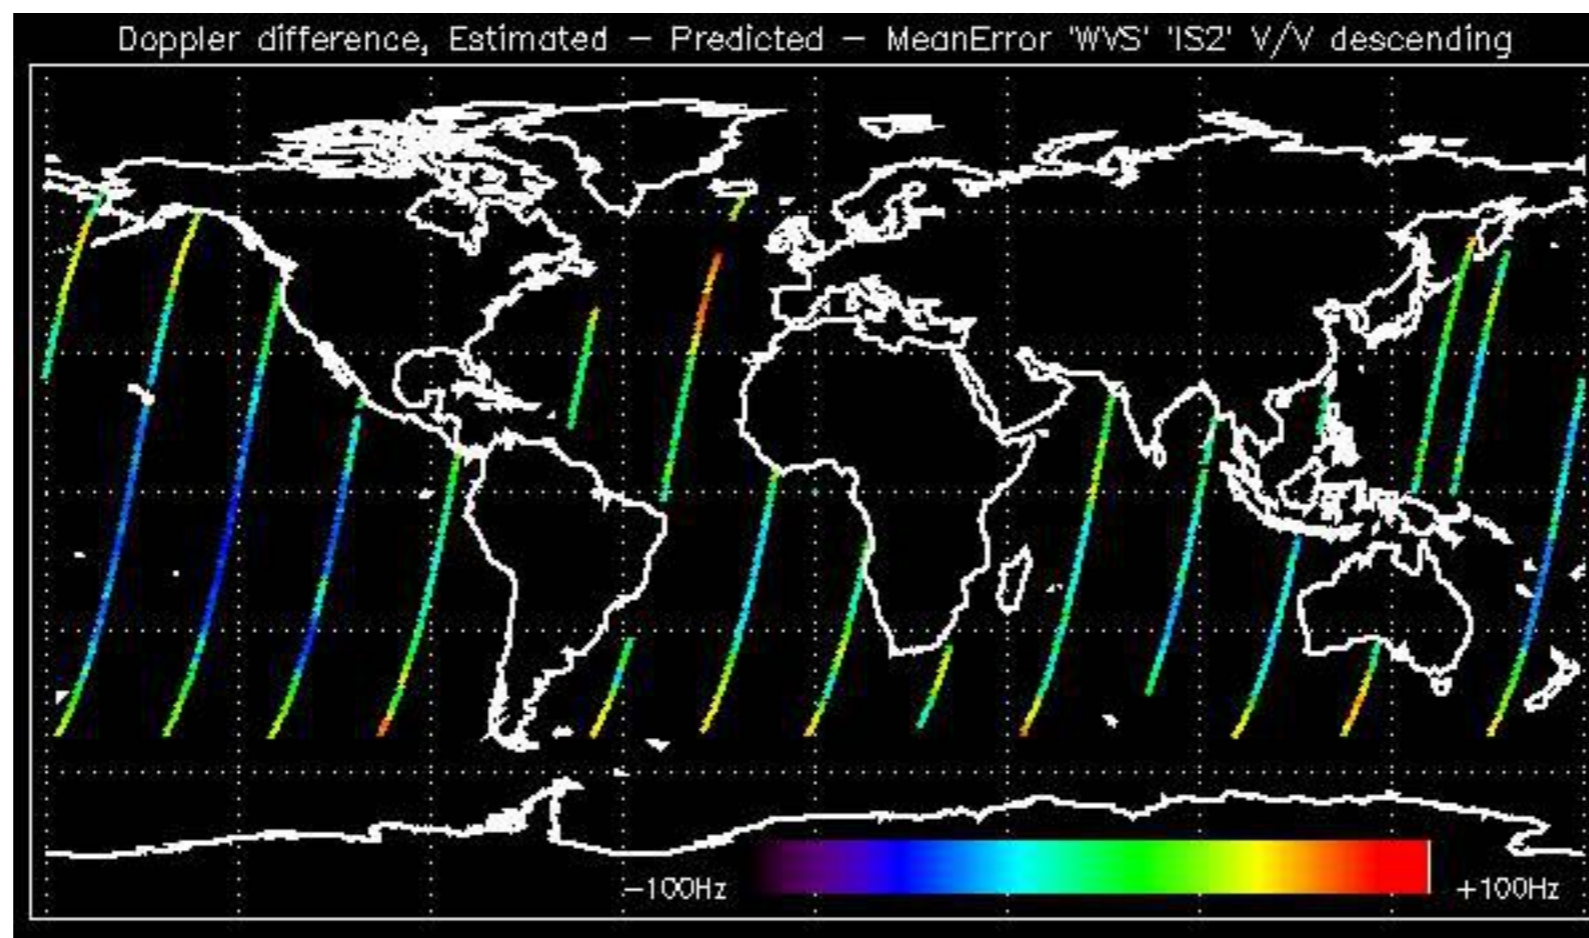 Doppler difference, Estimated – Predicted – MeanError 'WVS' 'IS2' V/V descending
–100Hz +100Hz